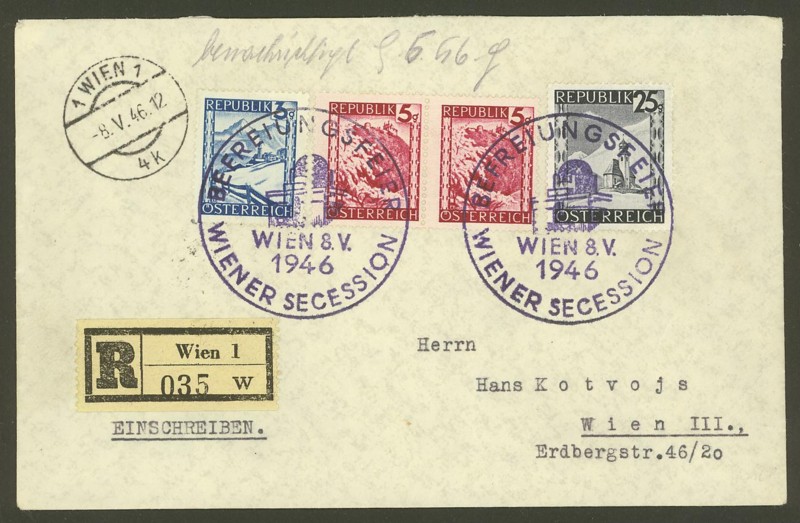 1 WIEN 1
-8.V.46.12
4k
REPUBLIK 3g
ÖSTERREICH
REPUBLIK 5g
ÖSTERREICH
REPUBLIK 5g
ÖSTERREICH
REPUBLIK 25g
ÖSTERREICH
BEFREIUNGSFEIER
WIEN 8.V.
1946
WIENER SECESSION
BEFREIUNGSFEIER
WIEN 8.V.
1946
WIENER SECESSION
R Wien 1
035 W
EINSCHREIBEN.
Herrn
Hans Kotvojs
Wien III.,
Erdbergstr.46/20